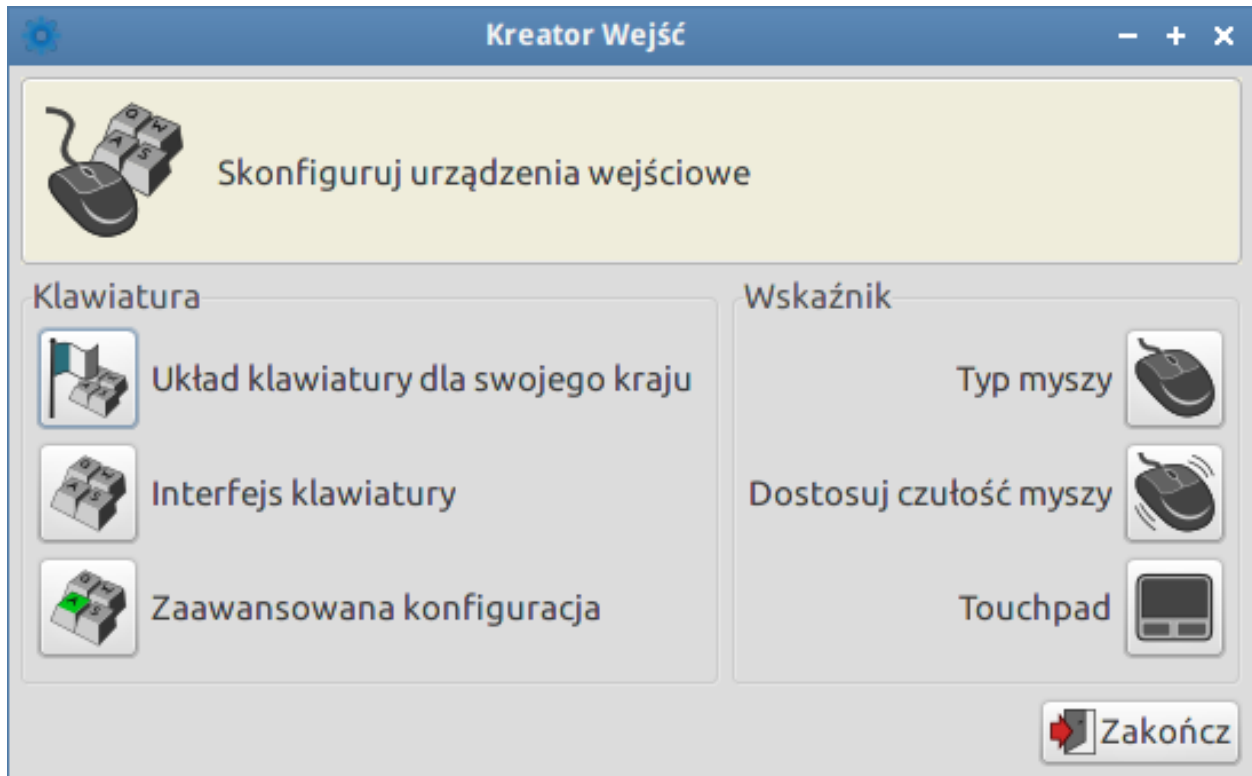 Kreator Wejść
Skonfiguruj urządzenia wejściowe
Klawiatura
Układ klawiatury dla swojego kraju
Interfejs klawiatury
Zaawansowana konfiguracja
Wskaźnik
Typ myszy
Dostosuj czułość myszy
Touchpad
Zakończ